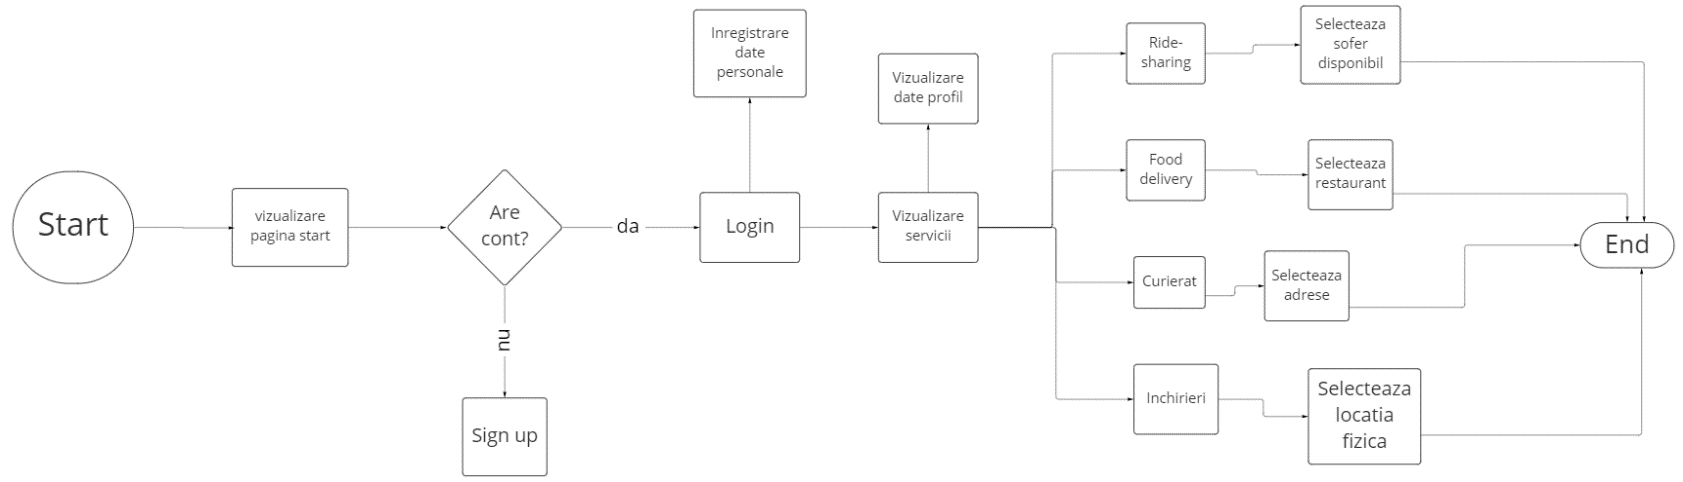 Start
vizualizare
pagina start
Are
cont?
da
nu
Sign up
Inregistrare
date
personale
Login
Vizualizare
date profil
Vizualizare
servicii
Ride-
sharing
Selecteaza
sofer
disponibil
Food
delivery
Selecteaza
restaurant
Curierat
Selecteaza
adrese
Inchirieri
Selecteaza
locatia
fizica
End